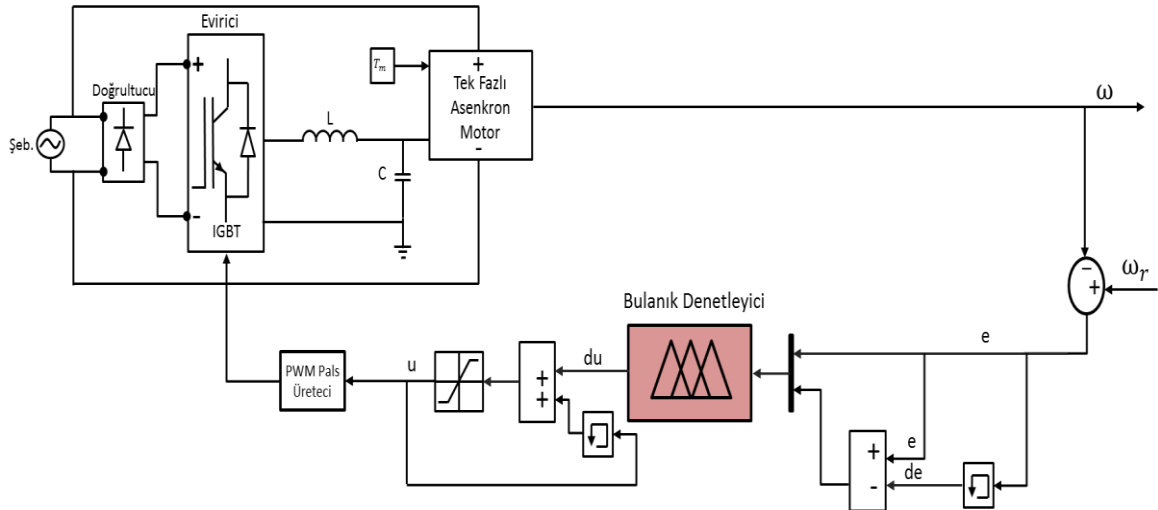 Evirici
Doğrultucu
Şeb.
+
-
IGBT
L
C
T_m
+
Tek Fazlı
Asenkron
Motor
-
ω
−
+
ω_r
e
Bulanık Denetleyici
du
u
PWM Pals
Üreteci
+
+
e
+
-
de